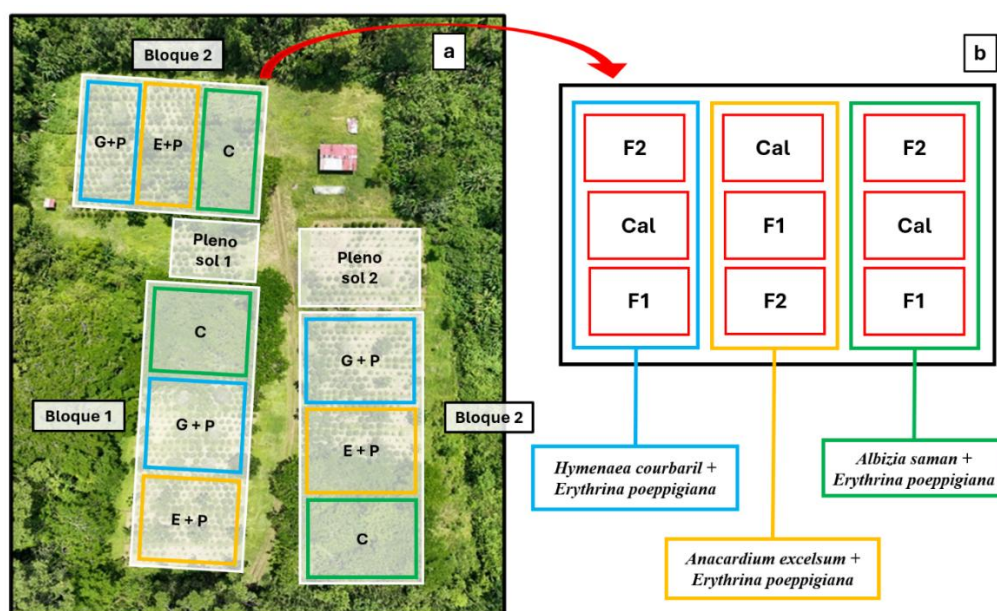 a
Bloque 2
G+P
E+P
C
Pleno
sol 1
Pleno
sol 2
C
G + P
Bloque 1
G + P
E + P
Bloque 2
E + P
C
b
F2
Cal
F2
Cal
F1
Cal
F1
F2
F1
Hymenaea courbaril +
Erythrina poeppigiana
Albizia saman +
Erythrina poeppigiana
Anacardium excelsum +
Erythrina poeppigiana